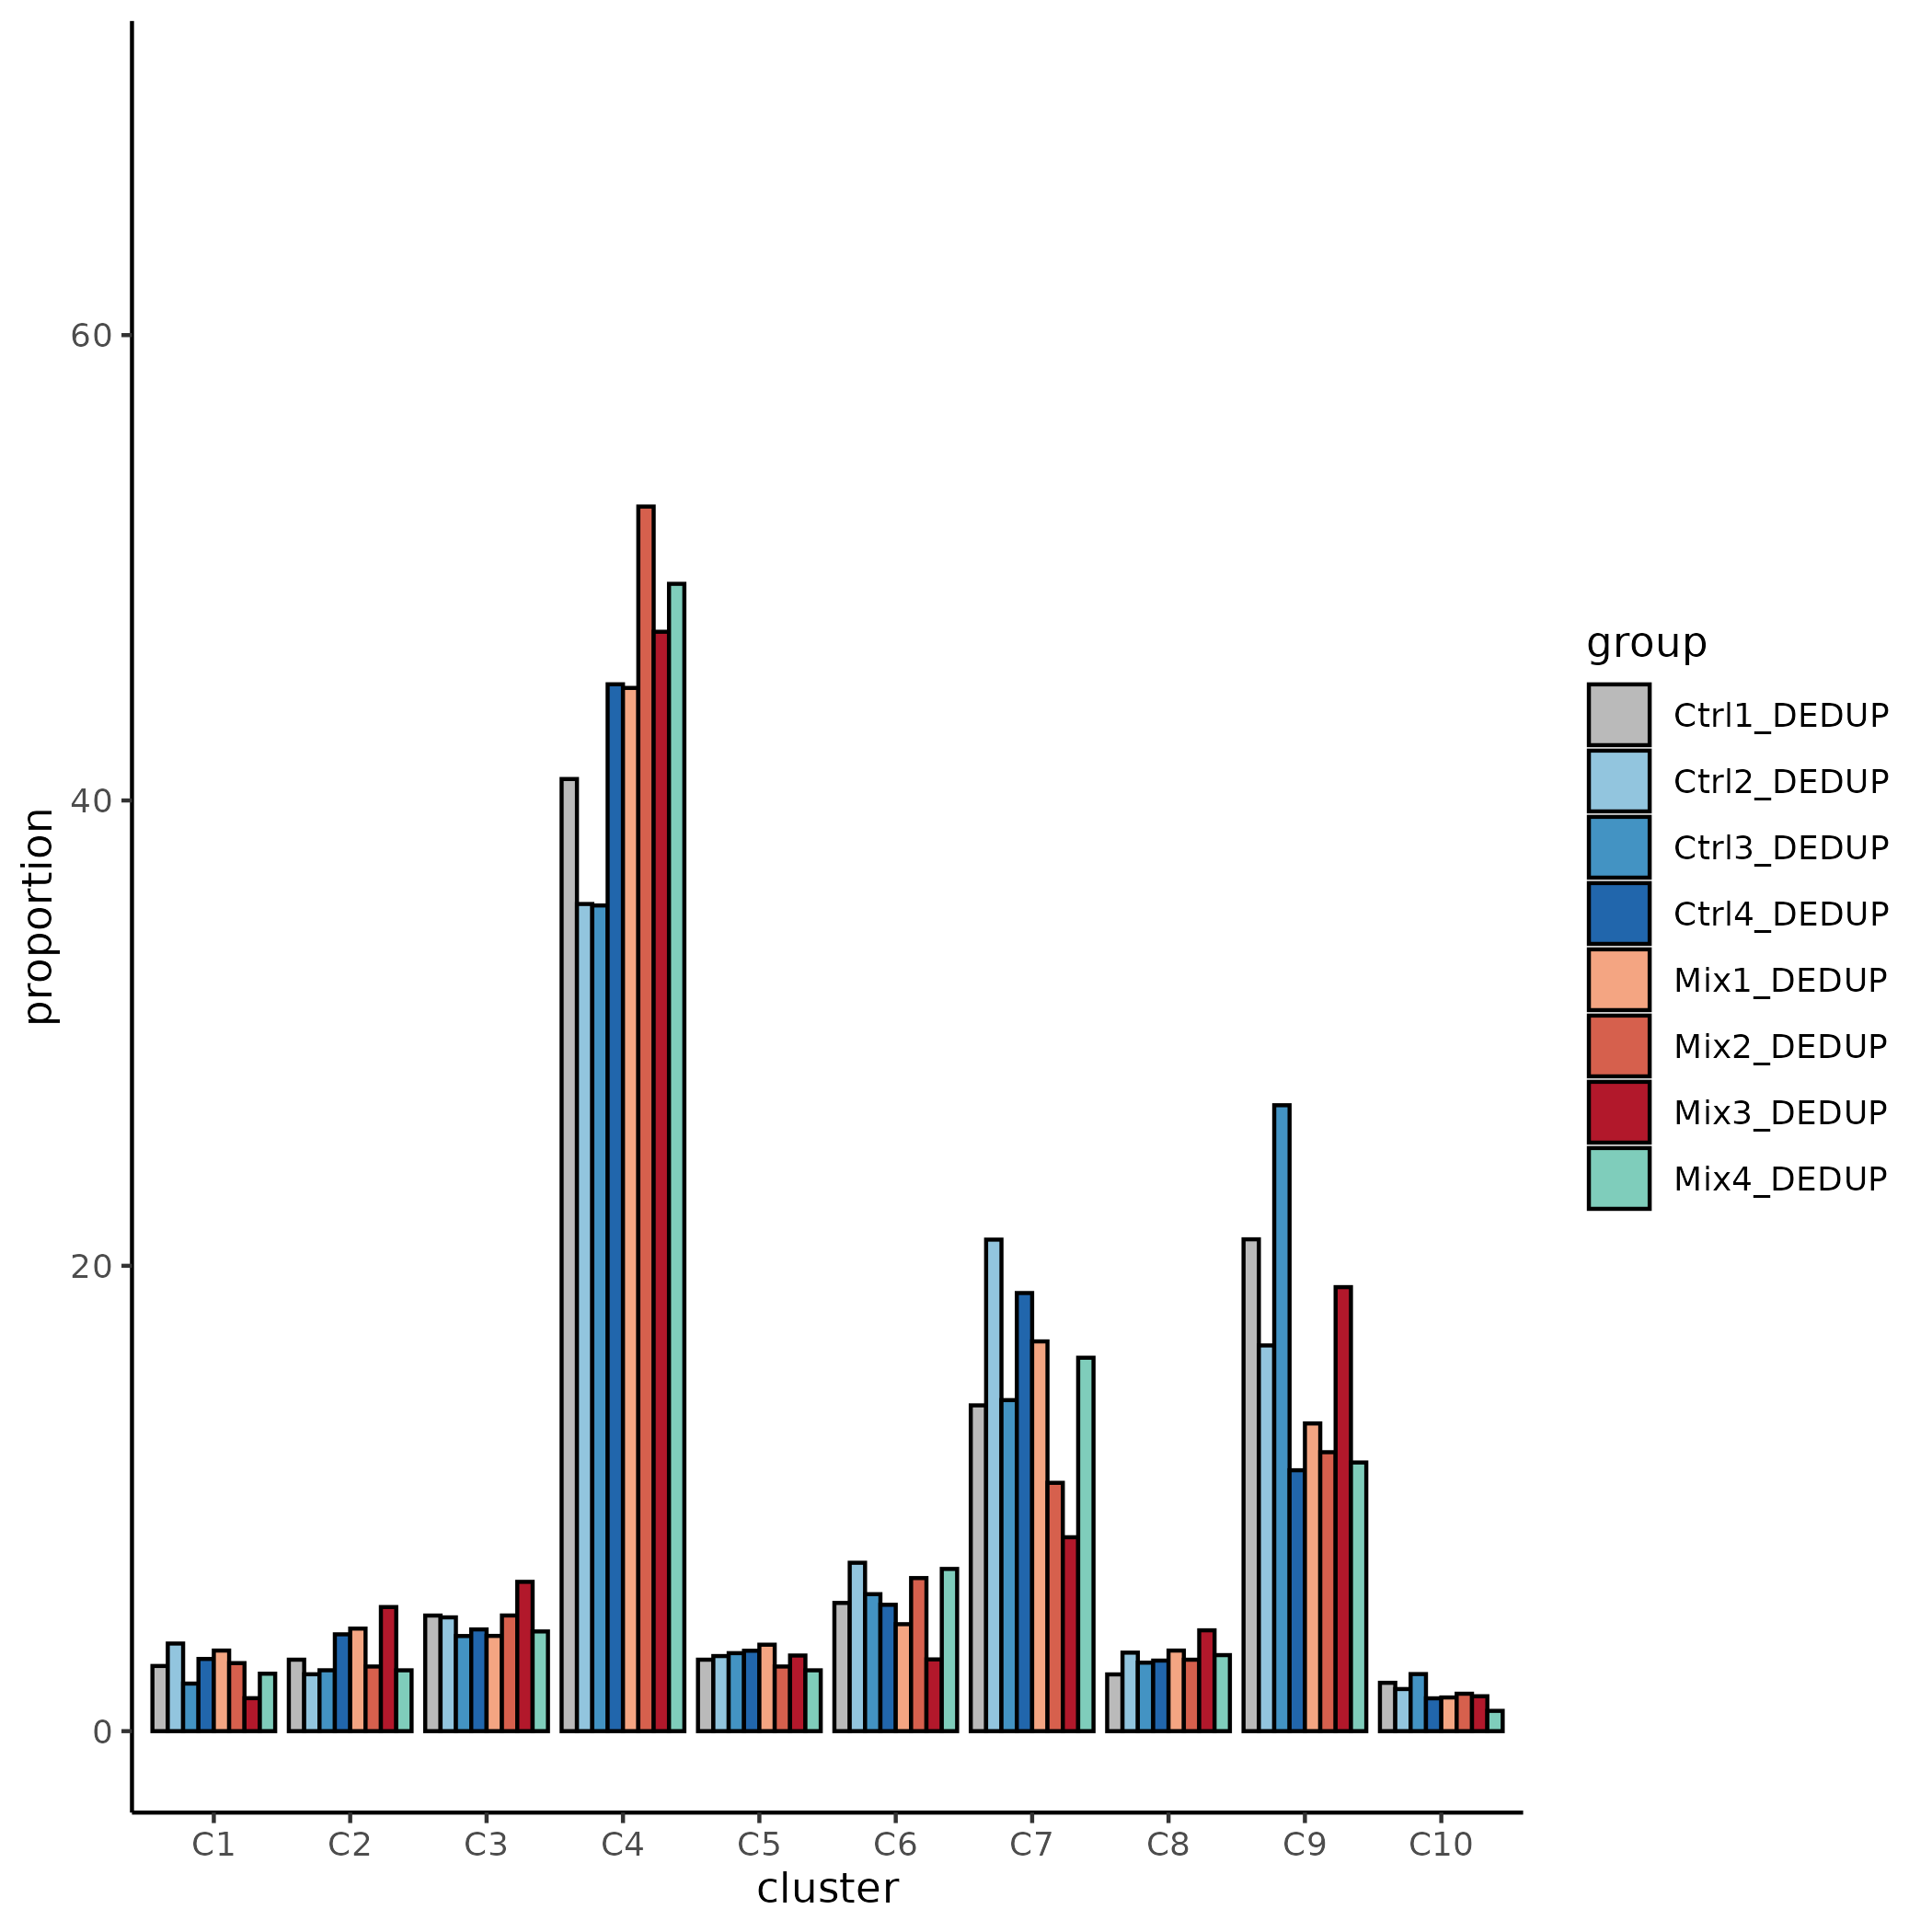 60
40
20
0
proportion
C1 C2 C3 C4 C5 C6 C7 C8 C9 C10
cluster
group
Ctrl1_DEDUP
Ctrl2_DEDUP
Ctrl3_DEDUP
Ctrl4_DEDUP
Mix1_DEDUP
Mix2_DEDUP
Mix3_DEDUP
Mix4_DEDUP